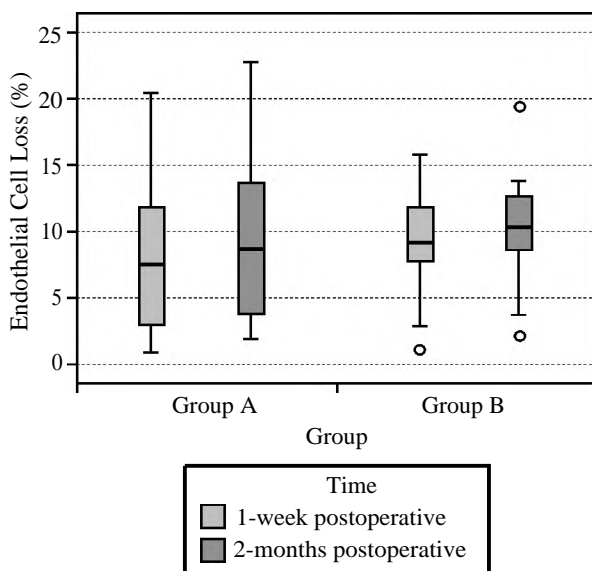 Endothelial Cell Loss (%)
25
20
15
10
5
0
Group A Group B
Group
Time
1-week postoperative
2-months postoperative